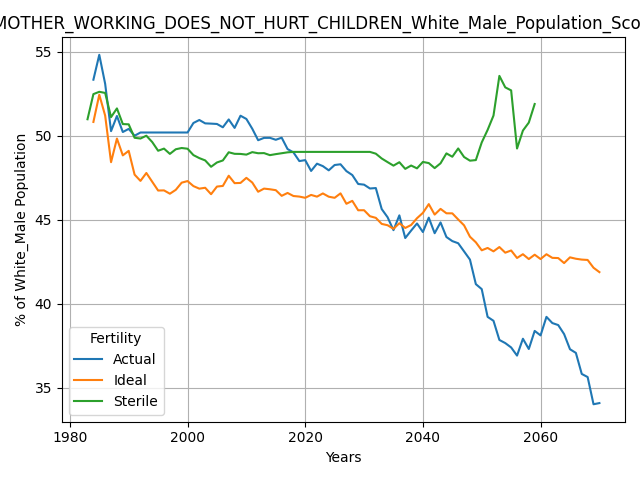 MOTHER_WORKING_DOES_NOT_HURT_CHILDREN_White_Male_Population_Sco
55
50
45
40
35
% of White_Male Population
Fertility
Actual
Ideal
Sterile
1980
2000
2020
2040
2060
Years